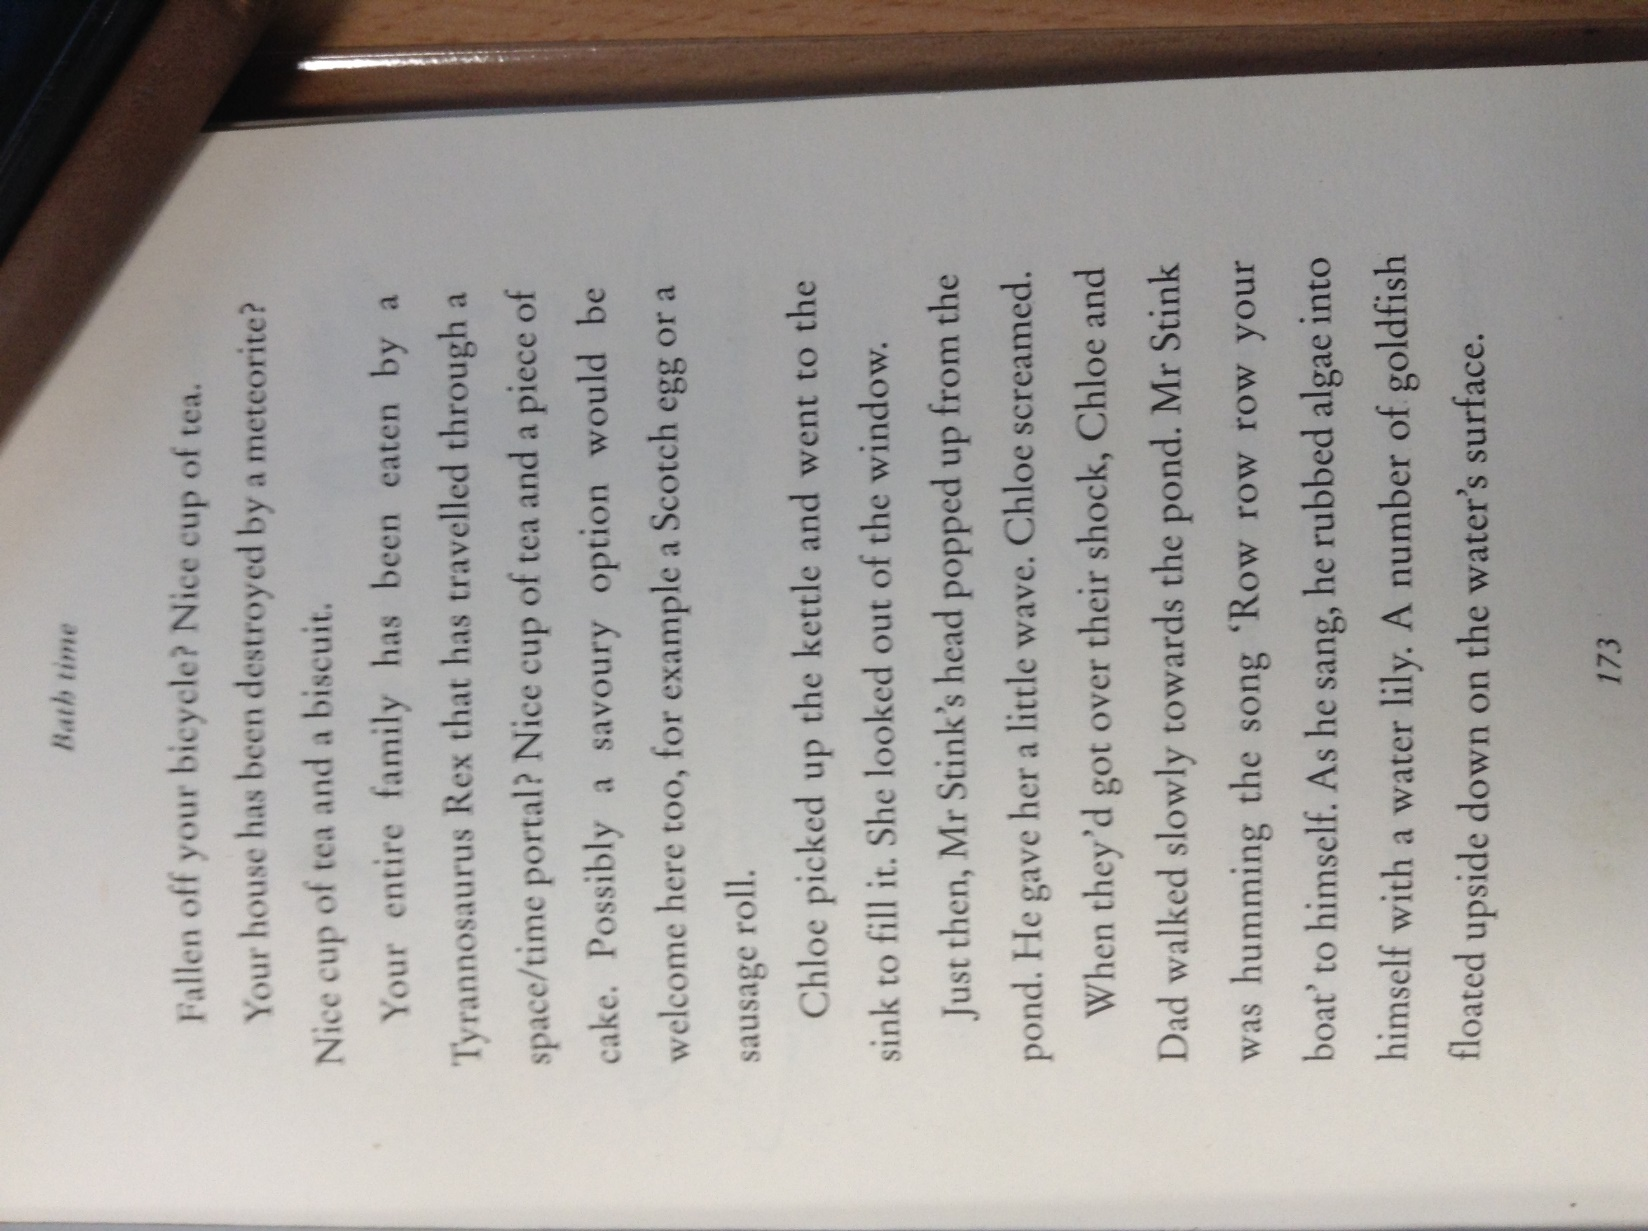 Bath time
Fallen off your bicycle? Nice cup of tea.
Your house has been destroyed by a meteorite?
Nice cup of tea and a biscuit.
Your entire family has been eaten by a
Tyrannosaurus Rex that has travelled through a
space/time portal? Nice cup of tea and a piece of
cake. Possibly a savoury option would be
welcome here too, for example a Scotch egg or a
sausage roll.
Chloe picked up the kettle and went to the
sink to fill it. She looked out of the window.
Just then, Mr Stink’s head popped up from the
pond. He gave her a little wave. Chloe screamed.
When they’d got over their shock, Chloe and
Dad walked slowly towards the pond. Mr Stink
was humming the song ‘Row row row your
boat’ to himself. As he sang, he rubbed algae into
himself with a water lily. A number of goldfish
floated upside down on the water’s surface.
173